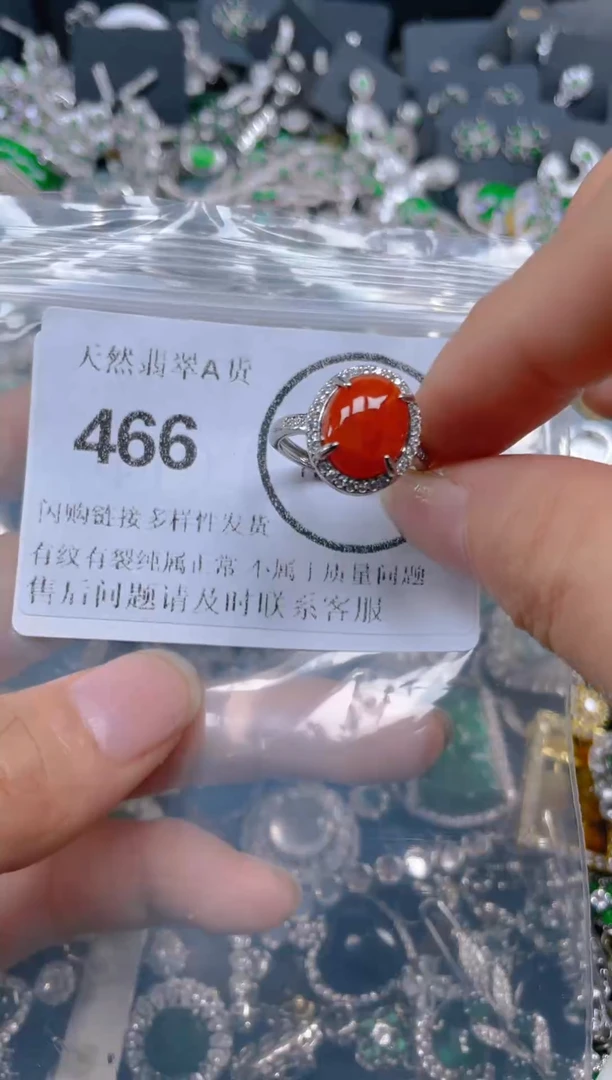 天然翡翠A货
466
闪购链接多样性发货
有纹有裂纯属正常 不属于质量问题
售后问题请及时联系客服